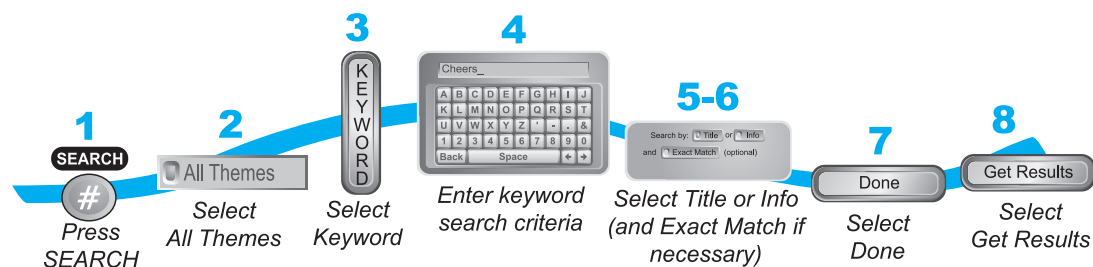 1
SEARCH
#
Press
SEARCH
2
All Themes
Select
All Themes
3
KEYWORD
Select
Keyword
4
Cheers_
A B C D E F G H I J
K L M N O P Q R S T
U V W X Y Z ' - . &
1 2 3 4 5 6 7 8 9 0
Back Space ← →
Enter keyword
search criteria
5-6
Search by: Title or Info
and Exact Match (optional)
Select Title or Info
(and Exact Match if
necessary)
7
Done
Select
Done
8
Get Results
Select
Get Results